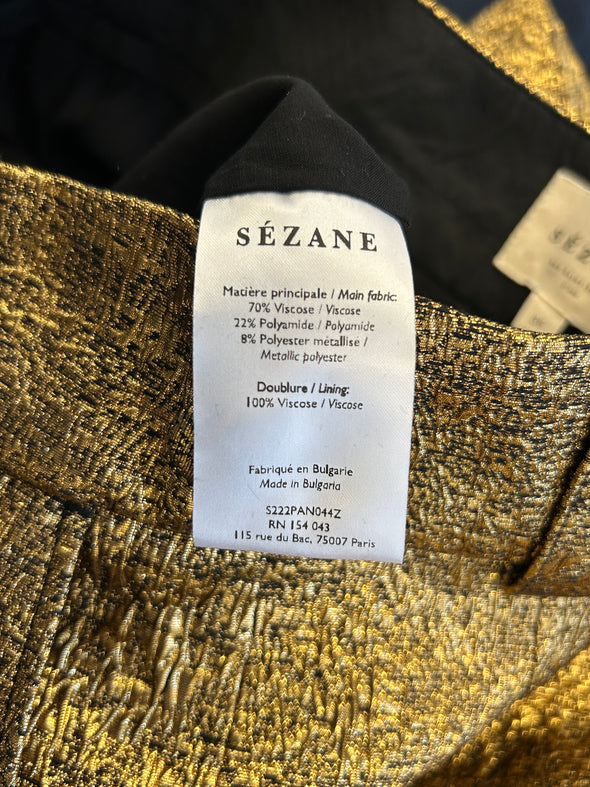 SÉZANE
Matière principale / Main fabric:
70% Viscose / Viscose
22% Polyamide / Polyamide
8% Polyester métallisé /
Metallic polyester
Doublure / Lining:
100% Viscose / Viscose
Fabriqué en Bulgarie
Made in Bulgaria
S222PAN044Z
RN 154 043
115 rue du Bac, 75007 Paris